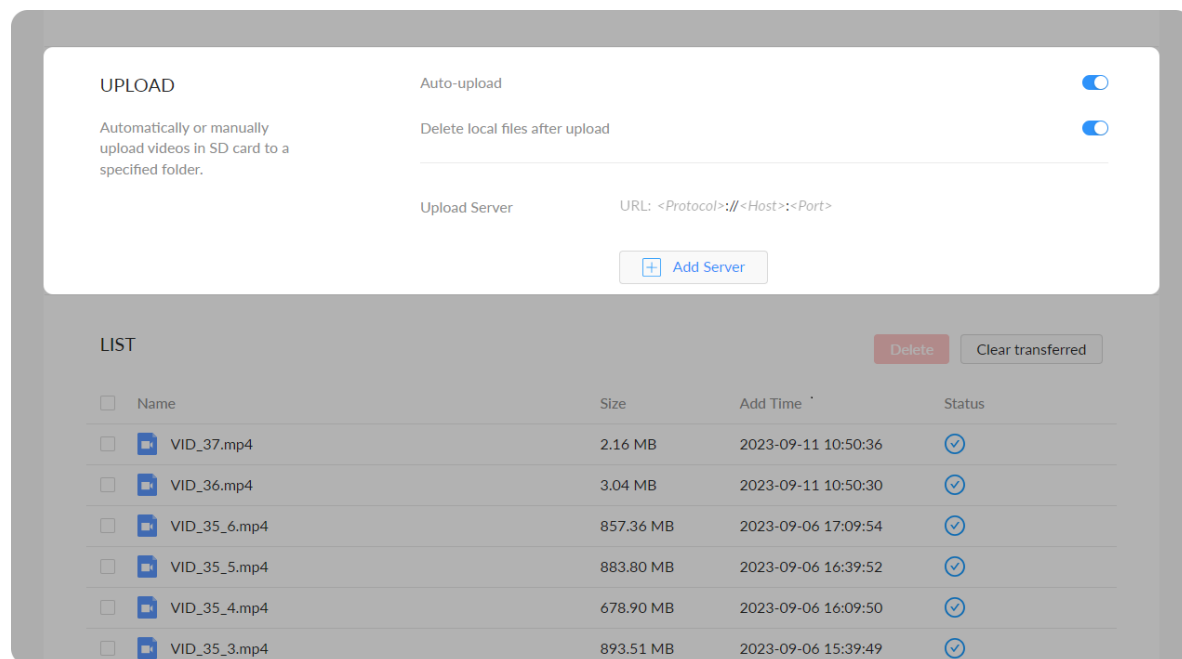 UPLOAD
Auto-upload
Automatically or manually
upload videos in SD card to a
specified folder.
Delete local files after upload
Upload Server
URL: <Protocol>://<Host>:<Port>
Add Server
LIST
Delete
Clear transferred
Name Size Add Time Status
VID_37.mp4 2.16 MB 2023-09-11 10:50:36
VID_36.mp4 3.04 MB 2023-09-11 10:50:30
VID_35_6.mp4 857.36 MB 2023-09-06 17:09:54
VID_35_5.mp4 883.80 MB 2023-09-06 16:39:52
VID_35_4.mp4 678.90 MB 2023-09-06 16:09:50
VID_35_3.mp4 893.51 MB 2023-09-06 15:39:49